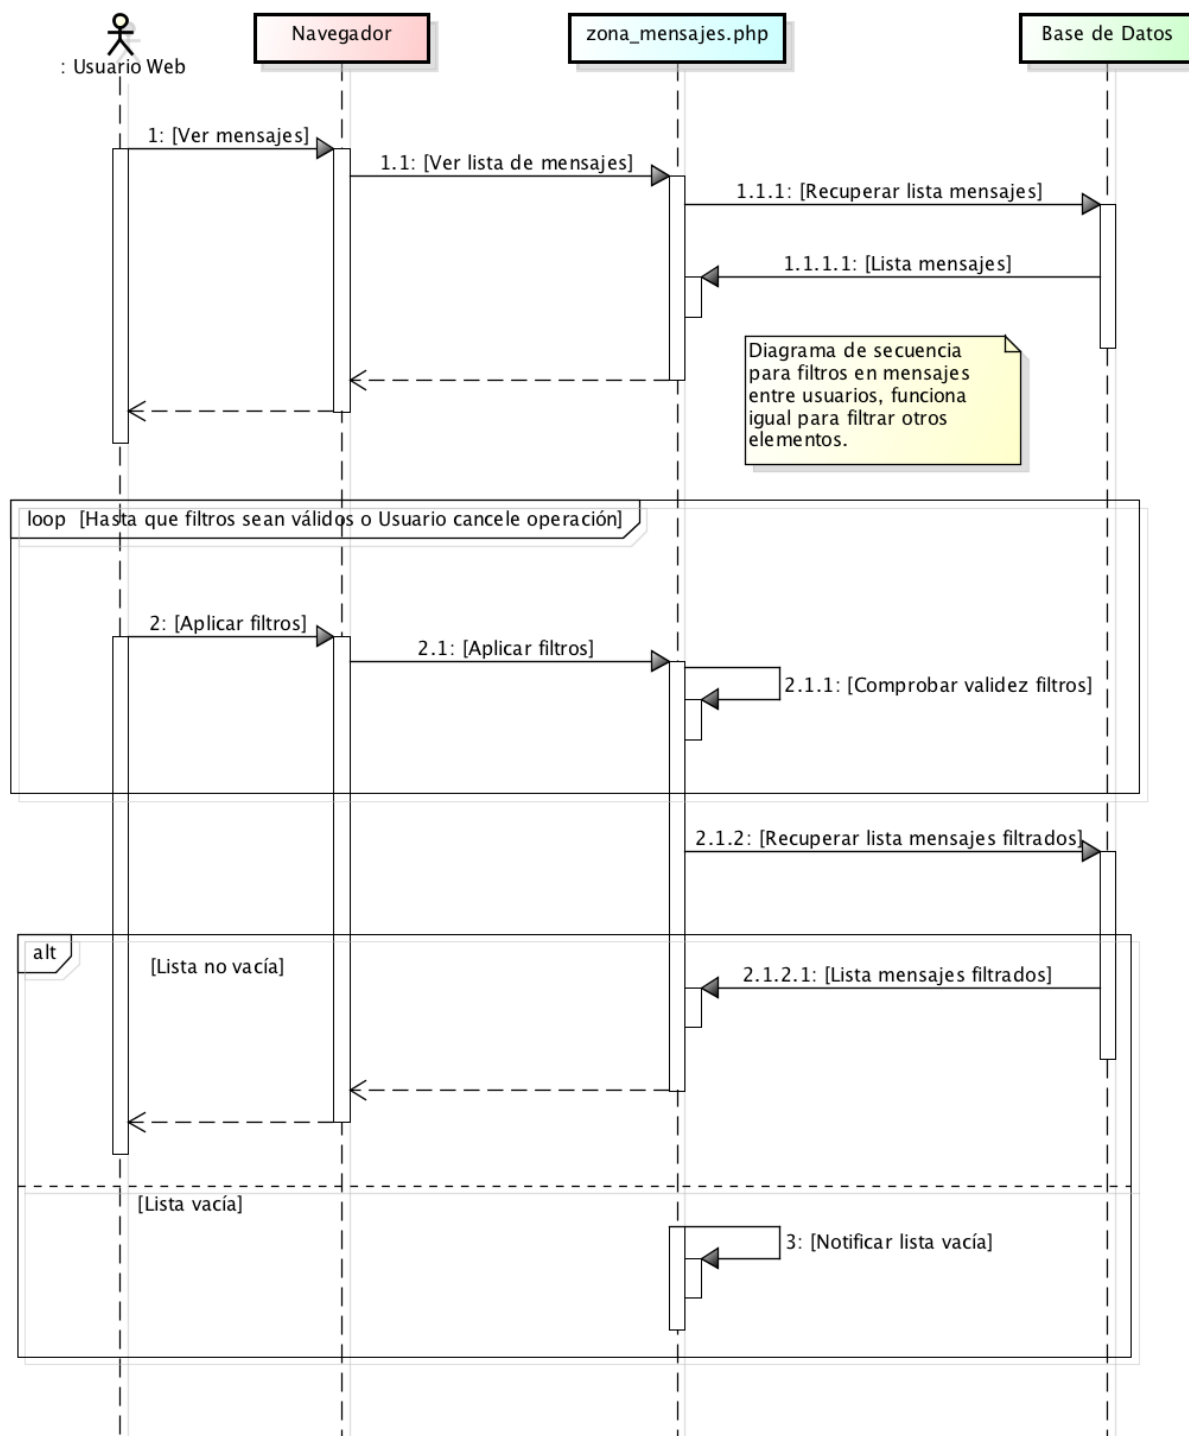 : Usuario Web
Navegador
zona_mensajes.php
Base de Datos
1: [Ver mensajes]
1.1: [Ver lista de mensajes]
1.1.1: [Recuperar lista mensajes]
1.1.1.1: [Lista mensajes]
Diagrama de secuencia
para filtros en mensajes
entre usuarios, funciona
igual para filtrar otros
elementos.
loop [Hasta que filtros sean válidos o Usuario cancele operación]
2: [Aplicar filtros]
2.1: [Aplicar filtros]
2.1.1: [Comprobar validez filtros]
2.1.2: [Recuperar lista mensajes filtrados]
alt
[Lista no vacía]
2.1.2.1: [Lista mensajes filtrados]
[Lista vacía]
3: [Notificar lista vacía]